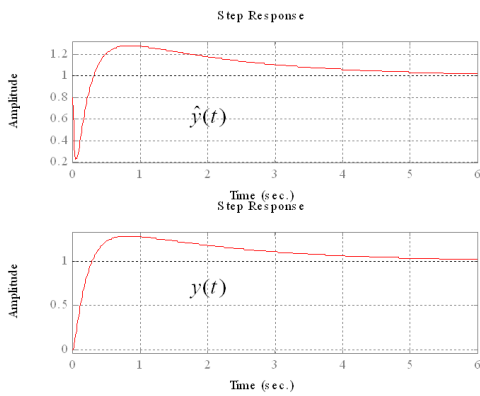 Step Response
1.2
1
0.8
0.6
0.4
0.2
Amplitude
ŷ(t)
0 1 2 3 4 5 6
Time (sec.)
Step Response
1
0.5
0
Amplitude
y(t)
0 1 2 3 4 5 6
Time (sec.)